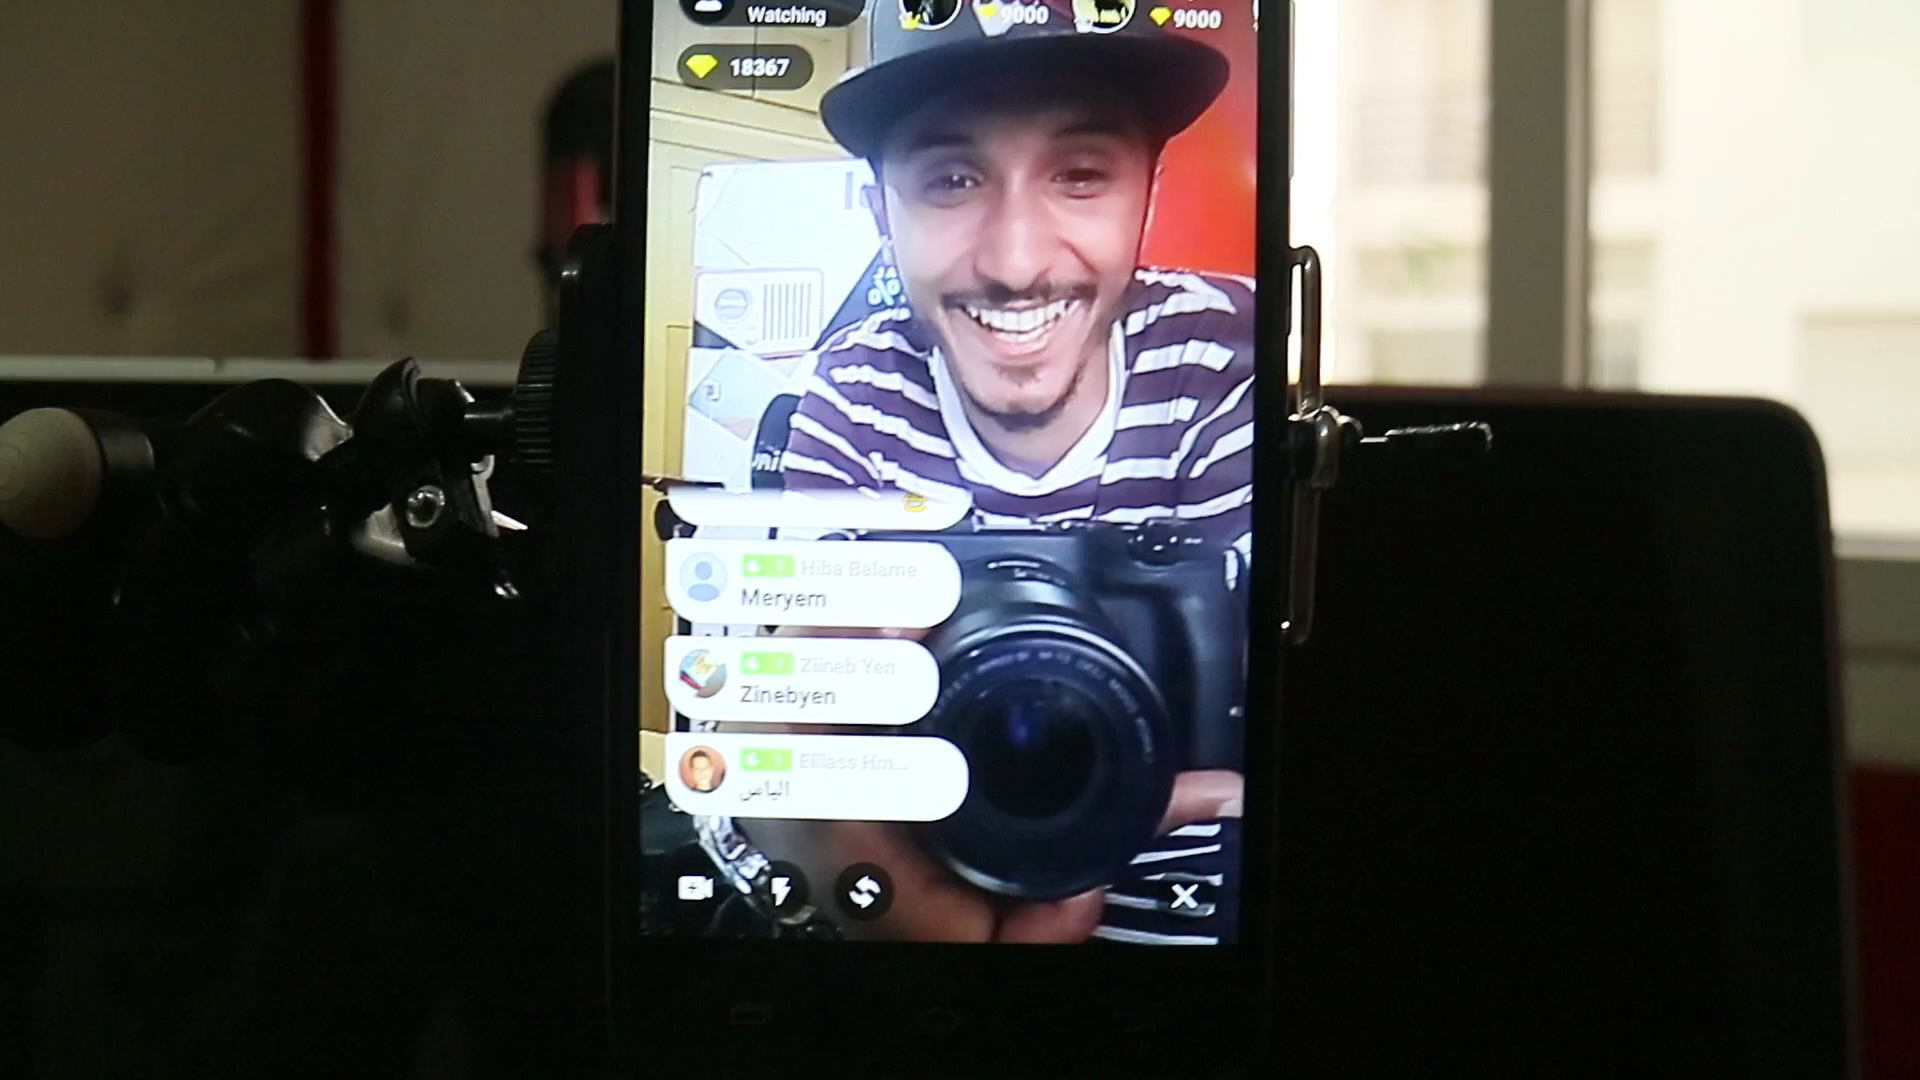 Watching
9000
9000
18367
Hiba Balame
Meryem
Ziineb Yen
Zinebyen
Elliass Hm...
الياس